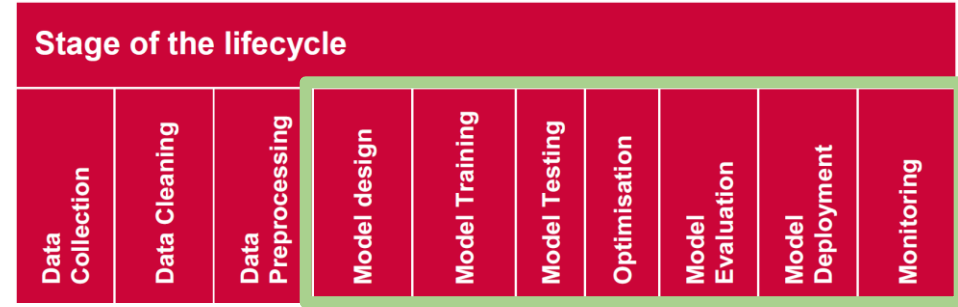 Stage of the lifecycle
Data
Collection
Data Cleaning
Data
Preprocessing
Model design
Model Training
Model Testing
Optimisation
Model
Evaluation
Model
Deployment
Monitoring